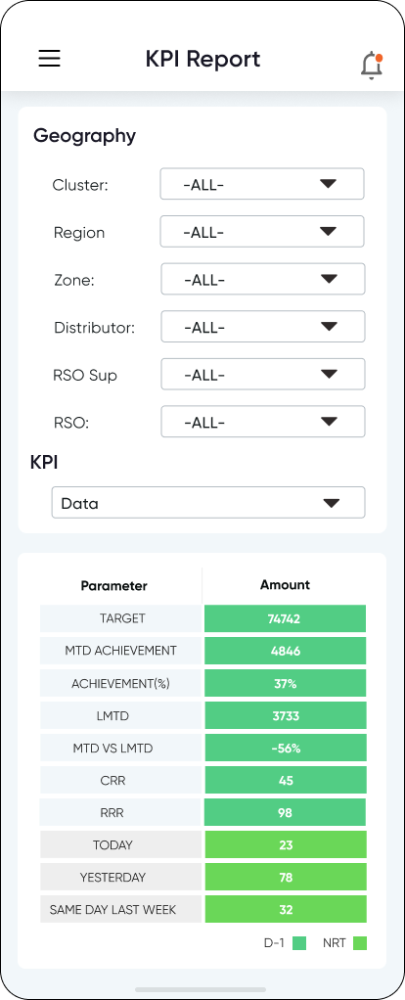 KPI Report
Geography
Cluster: -ALL-
Region -ALL-
Zone: -ALL-
Distributor: -ALL-
RSO Sup -ALL-
RSO: -ALL-
KPI
Data
Parameter Amount
TARGET 74742
MTD ACHIEVEMENT 4846
ACHIEVEMENT(%) 37%
LMTD 3733
MTD VS LMTD -56%
CRR 45
RRR 98
TODAY 23
YESTERDAY 78
SAME DAY LAST WEEK 32
D-1 NRT